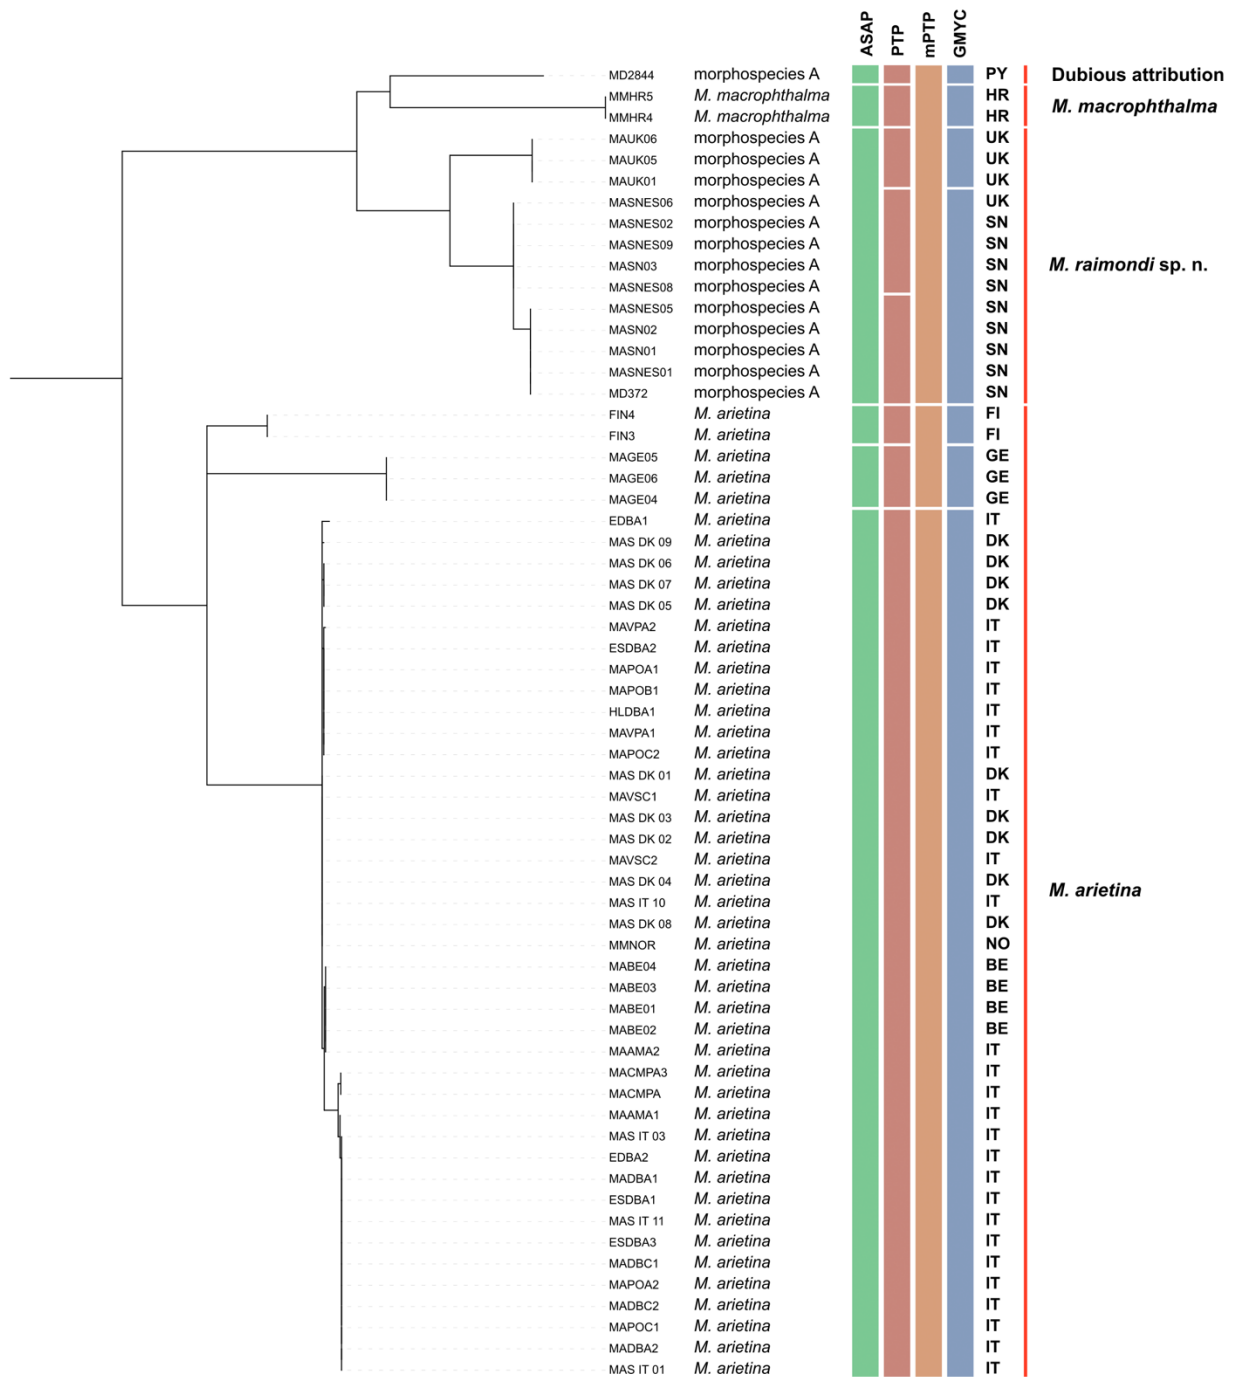 ASAP PTP mPTP GMYC
MD2844 morphospecies A PY Dubious attribution
MMHR5 M. macrophthalma HR
M. macrophthalma
MMHR4 M. macrophthalma HR
MAUK06 morphospecies A UK
MAUK05 morphospecies A UK
MAUK01 morphospecies A UK
MASNES06 morphospecies A UK
MASNES02 morphospecies A SN
MASNES09 morphospecies A SN
MASN03 morphospecies A SN M. raimondi sp. n.
MASNES08 morphospecies A SN
MASNES05 morphospecies A SN
MASN02 morphospecies A SN
MASN01 morphospecies A SN
MASNES01 morphospecies A SN
MD372 morphospecies A SN
FIN4 M. arietina FI
FIN3 M. arietina FI
MAGE05 M. arietina GE
MAGE06 M. arietina GE
MAGE04 M. arietina GE
EDBA1 M. arietina IT
MAS DK 09 M. arietina DK
MAS DK 06 M. arietina DK
MAS DK 07 M. arietina DK
MAS DK 05 M. arietina DK
MAVPA2 M. arietina IT
ESDBA2 M. arietina IT
MAPOA1 M. arietina IT
MAPOB1 M. arietina IT
HLDBA1 M. arietina IT
MAVPA1 M. arietina IT
MAPOC2 M. arietina IT
MAS DK 01 M. arietina DK
MAVSC1 M. arietina IT
MAS DK 03 M. arietina DK
MAS DK 02 M. arietina DK
MAVSC2 M. arietina IT
MAS DK 04 M. arietina DK
M. arietina
MAS IT 10 M. arietina IT
MAS DK 08 M. arietina DK
MMNOR M. arietina NO
MABE04 M. arietina BE
MABE03 M. arietina BE
MABE01 M. arietina BE
MABE02 M. arietina BE
MAAMA2 M. arietina IT
MACMPA3 M. arietina IT
MACMPA M. arietina IT
MAAMA1 M. arietina IT
MAS IT 03 M. arietina IT
EDBA2 M. arietina IT
MADBA1 M. arietina IT
ESDBA1 M. arietina IT
MAS IT 11 M. arietina IT
ESDBA3 M. arietina IT
MADBC1 M. arietina IT
MAPOA2 M. arietina IT
MADBC2 M. arietina IT
MAPOC1 M. arietina IT
MADBA2 M. arietina IT
MAS IT 01 M. arietina IT